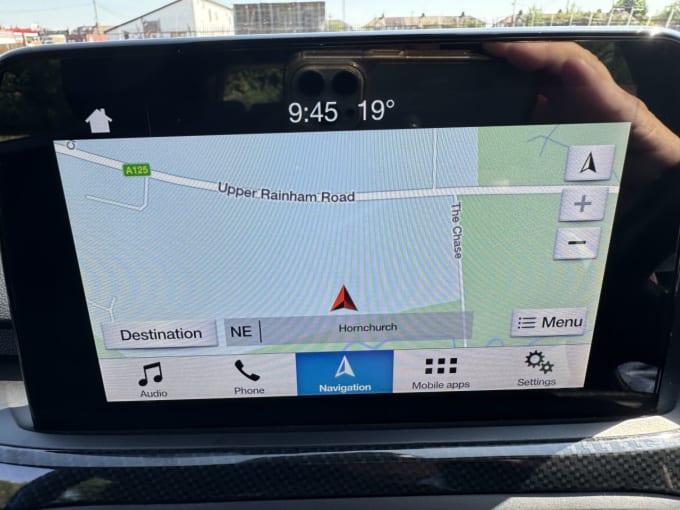 9:45 19°
A125
Upper Rainham Road
The Chase
Destination
NE
Hornchurch
Menu
Audio
Phone
Navigation
Mobile apps
Settings